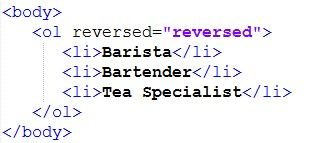 <body>
<ol reversed="reversed">
<li>Barista</li>
<li>Bartender</li>
<li>Tea Specialist</li>
</ol>
</body>